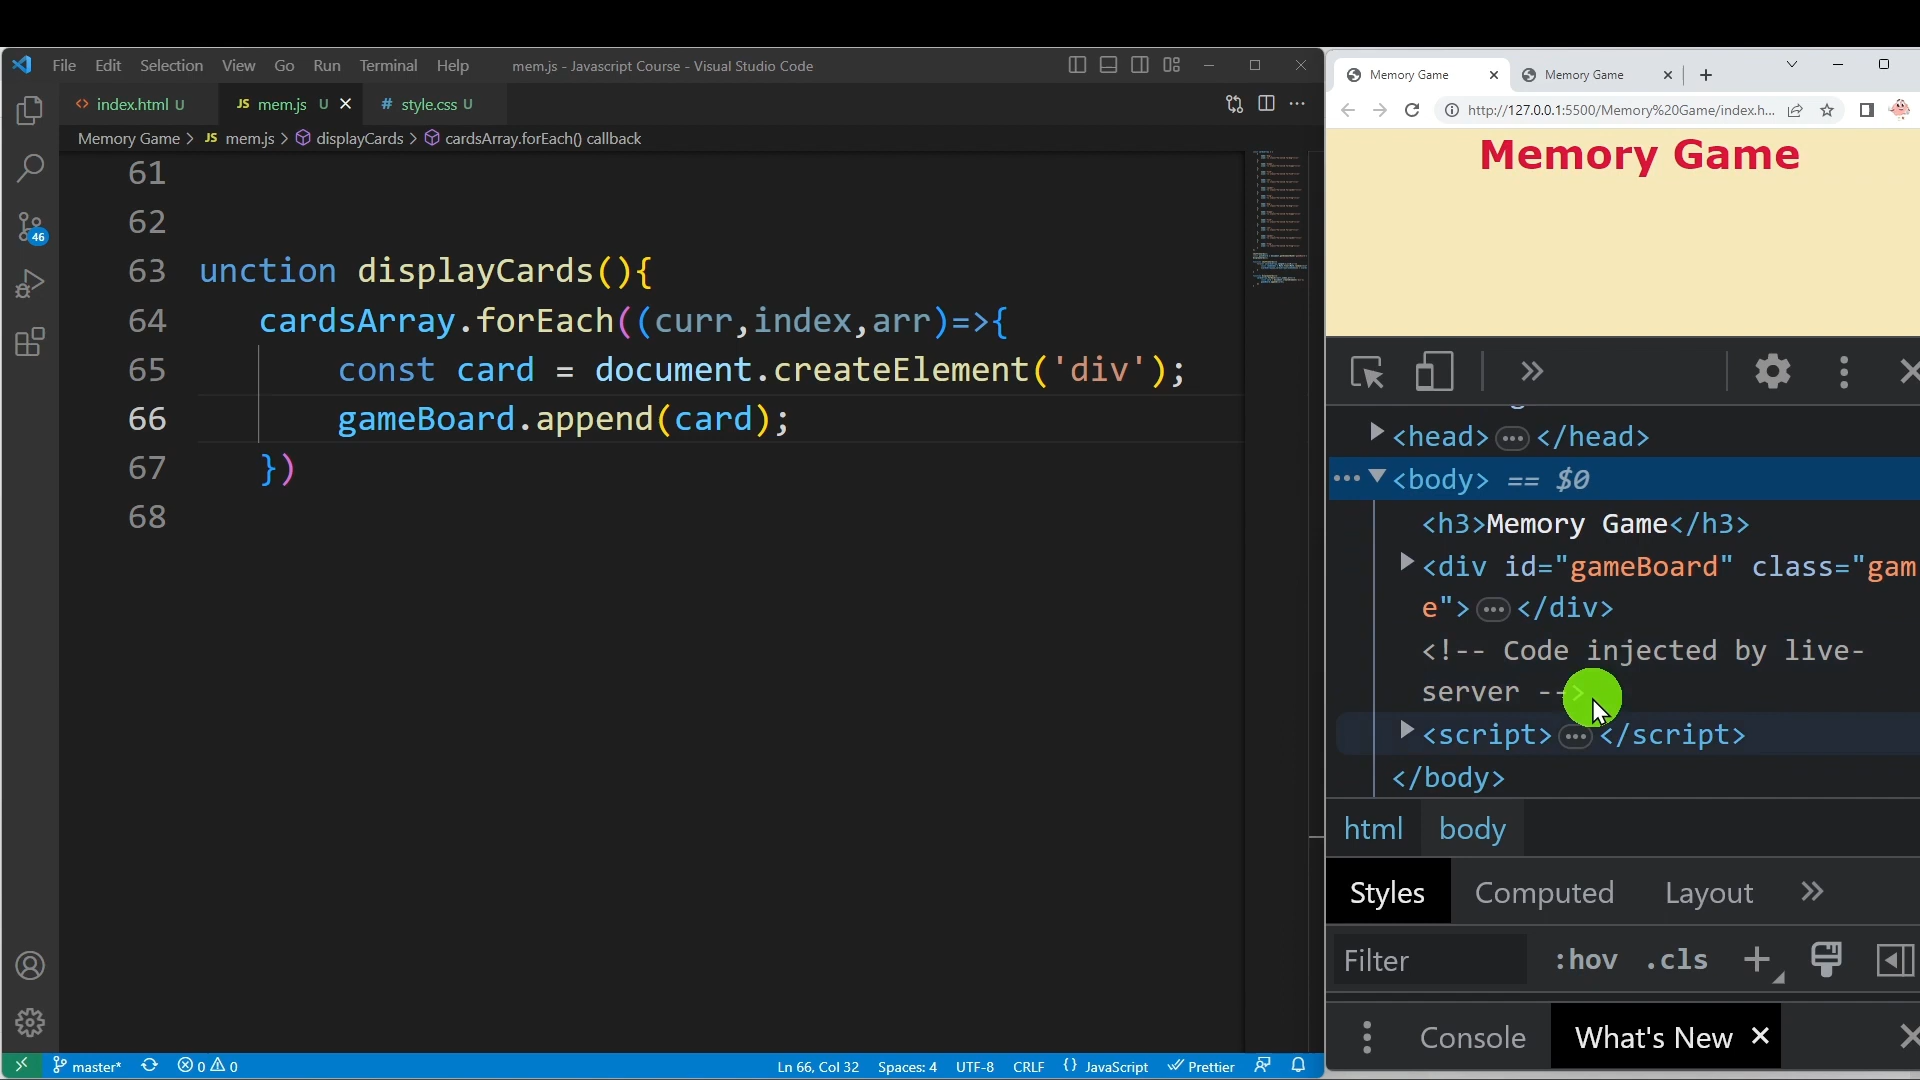 File Edit Selection View Go Run Terminal Help mem.js - Javascript Course - Visual Studio Code
index.html U JS mem.js U # style.css U
Memory Game > JS mem.js > displayCards > cardsArray.forEach() callback
61
62
63 unction displayCards(){
64 cardsArray.forEach((curr,index,arr)=>{
65 const card = document.createElement('div');
66 gameBoard.append(card);
67 })
68
46
master* 0 0 Ln 66, Col 32 Spaces: 4 UTF-8 CRLF {} JavaScript Prettier
Memory Game Memory Game
http://127.0.0.1:5500/Memory%20Game/index.h...
Memory Game
<head> ... </head>
... <body> == $0
<h3>Memory Game</h3>
<div id="gameBoard" class="gam
e"> ... </div>
<!-- Code injected by live-
server -->
<script> ... </script>
</body>
html body
Styles Computed Layout
Filter :hov .cls
Console What's New